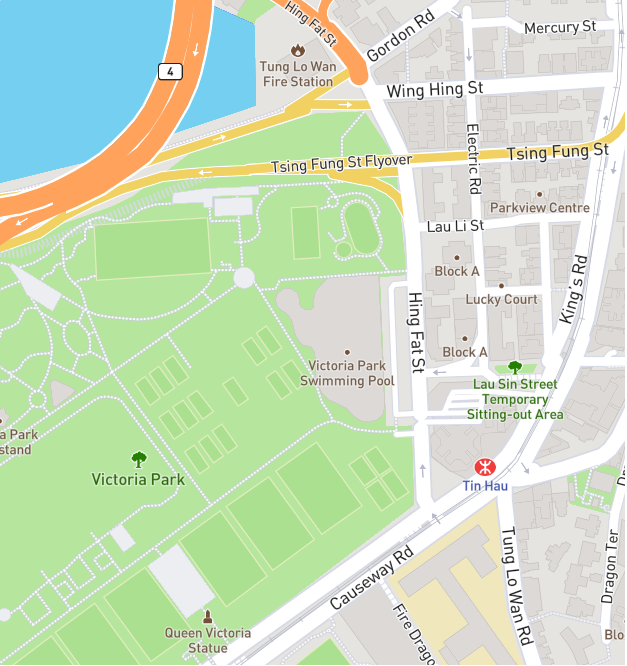 Hing Fat St
Gordon Rd
Mercury St
4
Tung Lo Wan
Fire Station
Wing Hing St
Electric Rd
Tsing Fung St Flyover
Tsing Fung St
Parkview Centre
Lau Li St
Block A
King's Rd
Lucky Court
Hing Fat St
Block A
Victoria Park
Swimming Pool
Lau Sin Street
Temporary
Sitting-out Area
a Park
stand
Victoria Park
Tin Hau
Tung Lo Wan Rd
Dragon Ter
Causeway Rd
Fire Drago
Queen Victoria
Statue
Blo